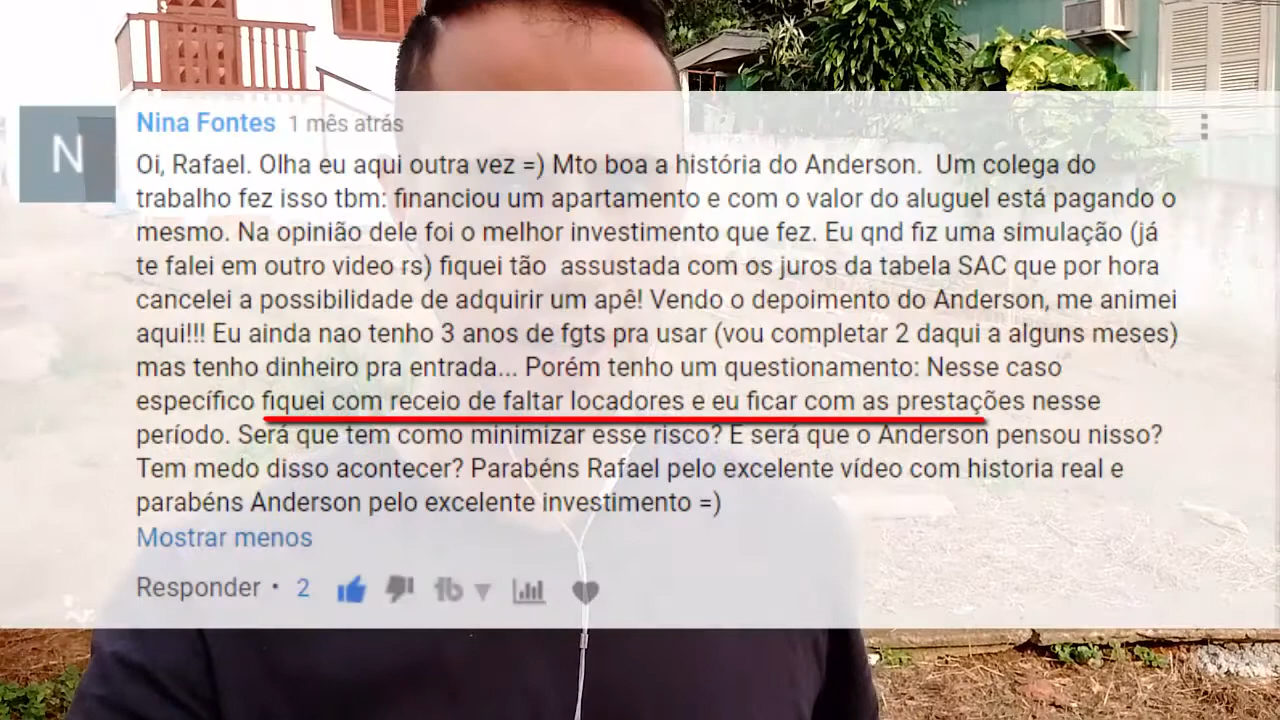 N
Nina Fontes 1 mês atrás
Oi, Rafael. Olha eu aqui outra vez =) Mto boa a história do Anderson. Um colega do
trabalho fez isso tbm: financiou um apartamento e com o valor do aluguel está pagando o
mesmo. Na opinião dele foi o melhor investimento que fez. Eu qnd fiz uma simulação (já
te falei em outro video rs) fiquei tão assustada com os juros da tabela SAC que por hora
cancelei a possibilidade de adquirir um apê! Vendo o depoimento do Anderson, me animei
aqui!!! Eu ainda nao tenho 3 anos de fgts pra usar (vou completar 2 daqui a alguns meses)
mas tenho dinheiro pra entrada... Porém tenho um questionamento: Nesse caso
específico fiquei com receio de faltar locadores e eu ficar com as prestações nesse
período. Será que tem como minimizar esse risco? E será que o Anderson pensou nisso?
Tem medo disso acontecer? Parabéns Rafael pelo excelente vídeo com historia real e
parabéns Anderson pelo excelente investimento =)
Mostrar menos
Responder • 2 tb